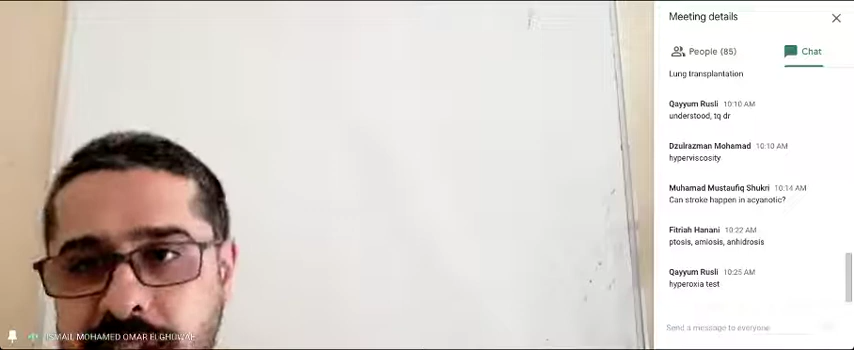 Meeting details
People (85)
Chat
Lung transplantation
Qayyum Rusli 10:10 AM
understood, tq dr
Dzulrazman Mohamad 10:10 AM
hyperviscosity
Muhamad Mustaufiq Shukri 10:14 AM
Can stroke happen in acyanotic?
Fitriah Hanani 10:22 AM
ptosis, amiosis, anhidrosis
Qayyum Rusli 10:25 AM
hyperoxia test
Send a message to everyone
ISMAIL MOHAMED OMAR